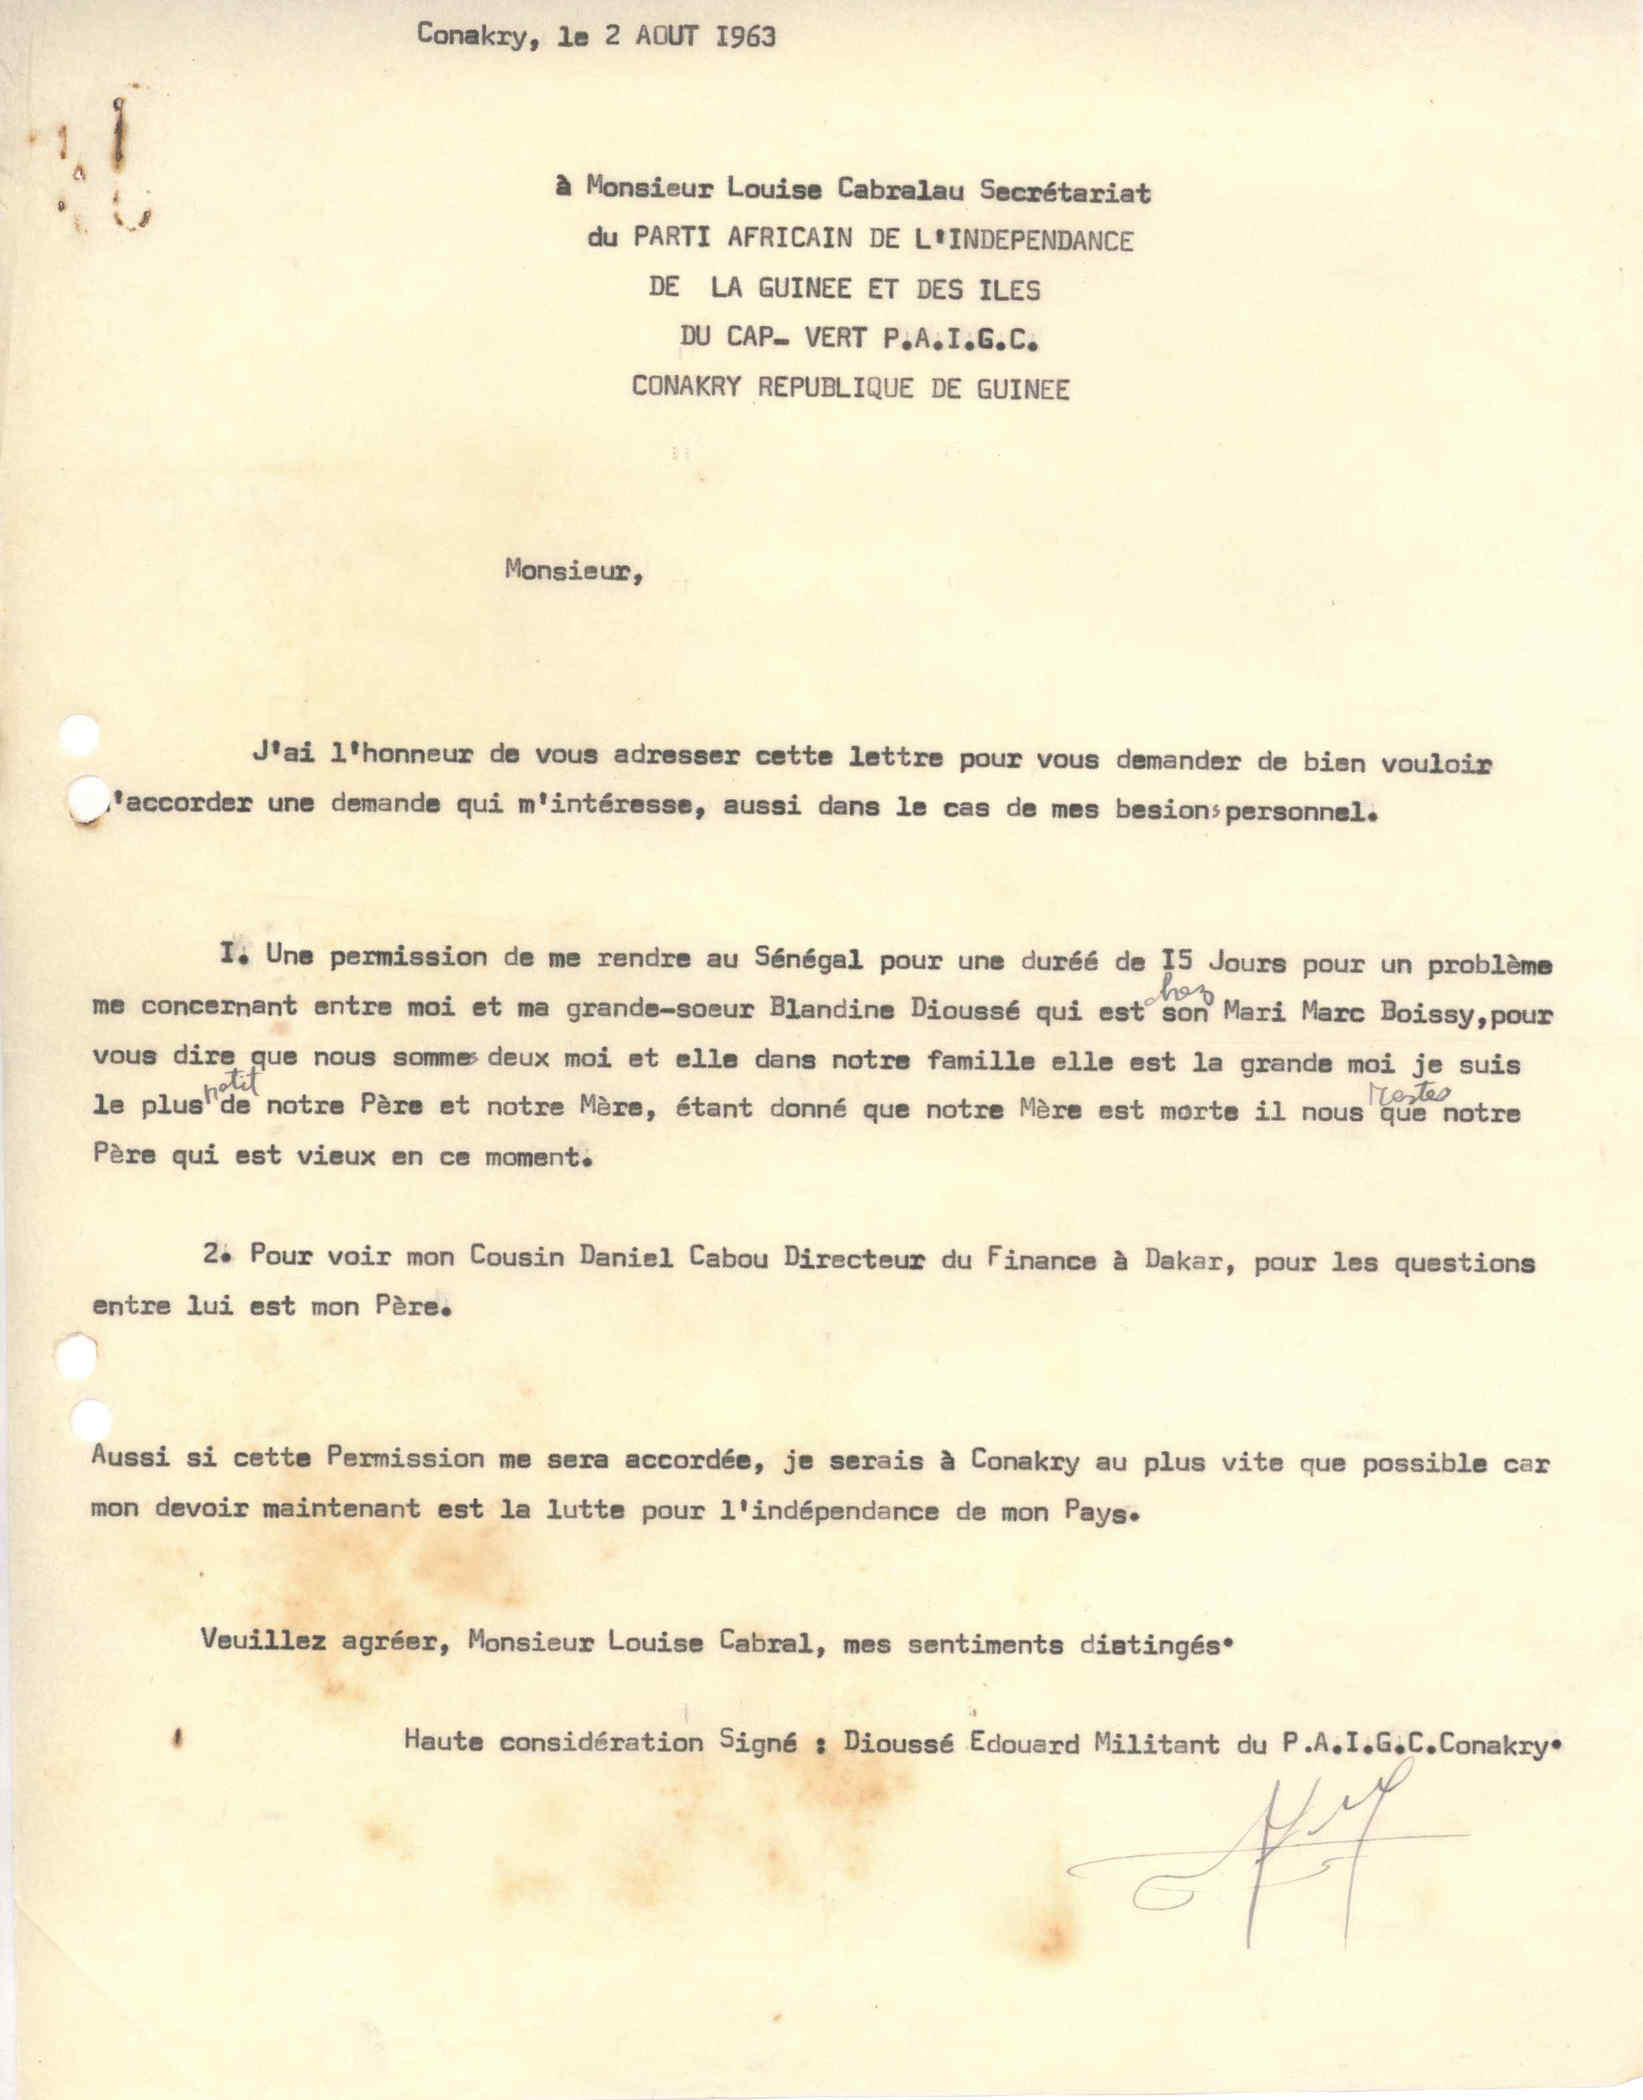 Conakry, le 2 AOUT I963
à Monsieur Louise Cabralau Secrétariat
du PARTI AFRICAIN DE L'INDEPENDANCE
DE LA GUINEE ET DES ILES
DU CAP- VERT P.A.I.G.C.
CONAKRY REPUBLIQUE DE GUINEE
Monsieur,
J'ai l'honneur de vous adresser cette lettre pour vous demander de bien vouloir
'accorder une demande qui m'intéresse, aussi dans le cas de mes besions personnel.
I. Une permission de me rendre au Sénégal pour une duréé de I5 Jours pour un problème
me concernant entre moi et ma grande-soeur Blandine Dioussé qui est chez son Mari Marc Boissy,pour
vous dire que nous sommes deux moi et elle dans notre famille elle est la grande moi je suis
le plus petit de notre Père et notre Mère, étant donné que notre Mère est morte il nous restes que notre
Père qui est vieux en ce moment.
2. Pour voir mon Cousin Daniel Cabou Directeur du Finance à Dakar, pour les questions
entre lui est mon Père.
Aussi si cette Permission me sera accordée, je serais à Conakry au plus vite que possible car
mon devoir maintenant est la lutte pour l'indépendance de mon Pays.
Veuillez agréer, Monsieur Louise Cabral, mes sentiments distingés.
Haute considération Signé : Dioussé Edouard Militant du P.A.I.G.C.Conakry.